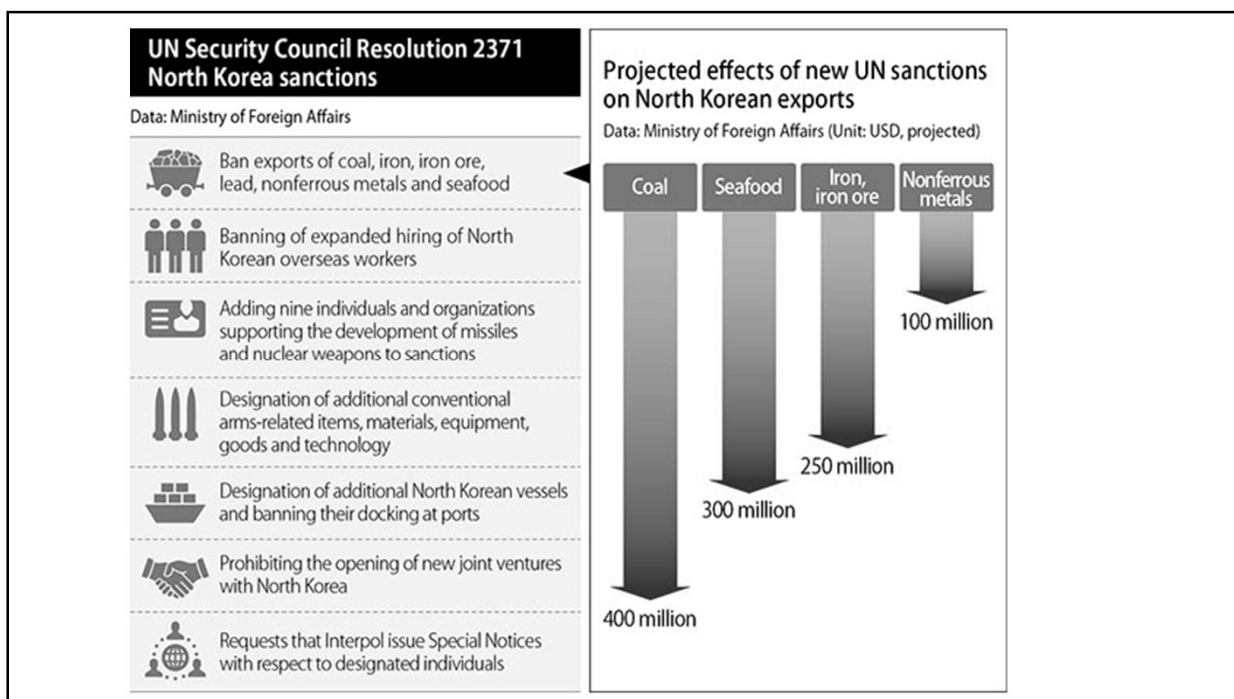 UN Security Council Resolution 2371
North Korea sanctions
Data: Ministry of Foreign Affairs
Ban exports of coal, iron, iron ore,
lead, nonferrous metals and seafood
Banning of expanded hiring of North
Korean overseas workers
Adding nine individuals and organizations
supporting the development of missiles
and nuclear weapons to sanctions
Designation of additional conventional
arms-related items, materials, equipment,
goods and technology
Designation of additional North Korean vessels
and banning their docking at ports
Prohibiting the opening of new joint ventures
with North Korea
Requests that Interpol issue Special Notices
with respect to designated individuals
Projected effects of new UN sanctions
on North Korean exports
Data: Ministry of Foreign Affairs (Unit: USD, projected)
Coal
Seafood
Iron,
iron ore
Nonferrous
metals
400 million
300 million
250 million
100 million